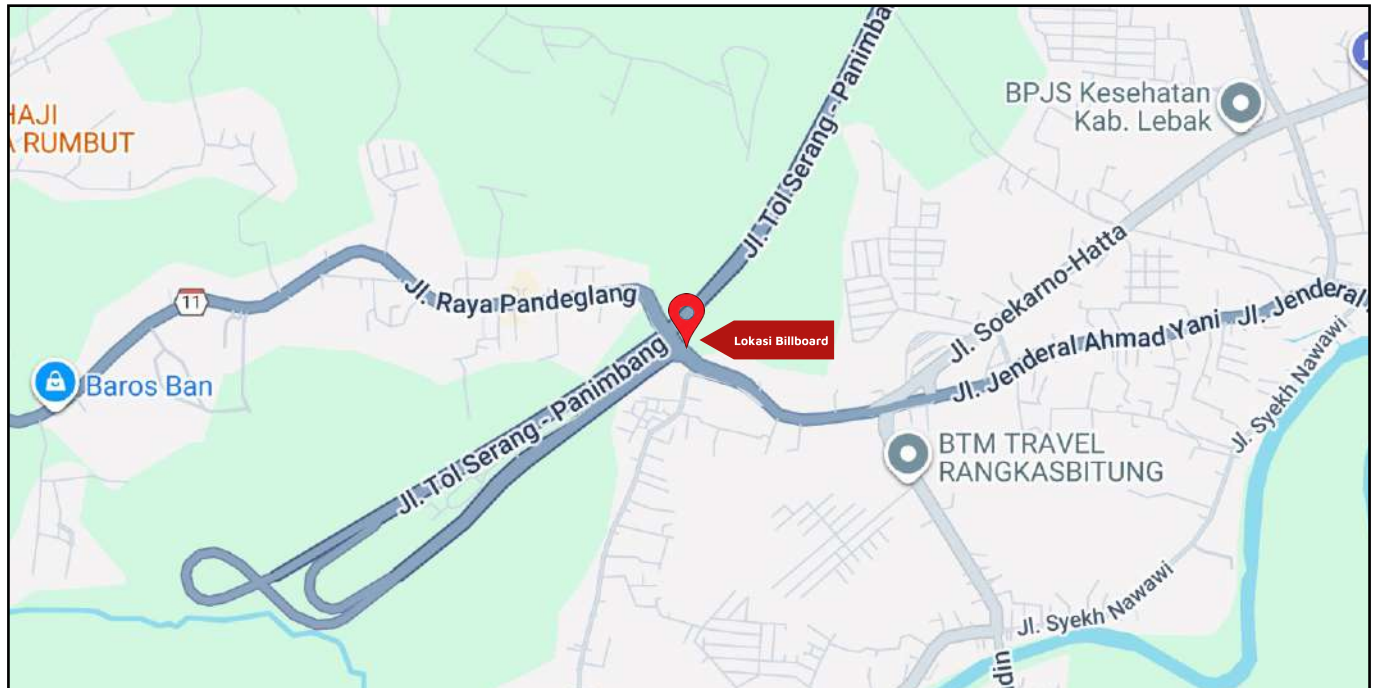 HAJI
A RUMBUT
Jl. Tol Serang - Panimba
BPJS Kesehatan
Kab. Lebak
11
Jl. Raya Pandeglang
Jl. Tol Serang - Panimbang
Lokasi Billboard
Jl. Soekarno-Hatta
Jl. Jenderal Ahmad Yani
Jl. Jenderal
Baros Ban
BTM TRAVEL
RANGKASBITUNG
Jl. Syekh Nawawi
Jl. Syekh Nawawi
din